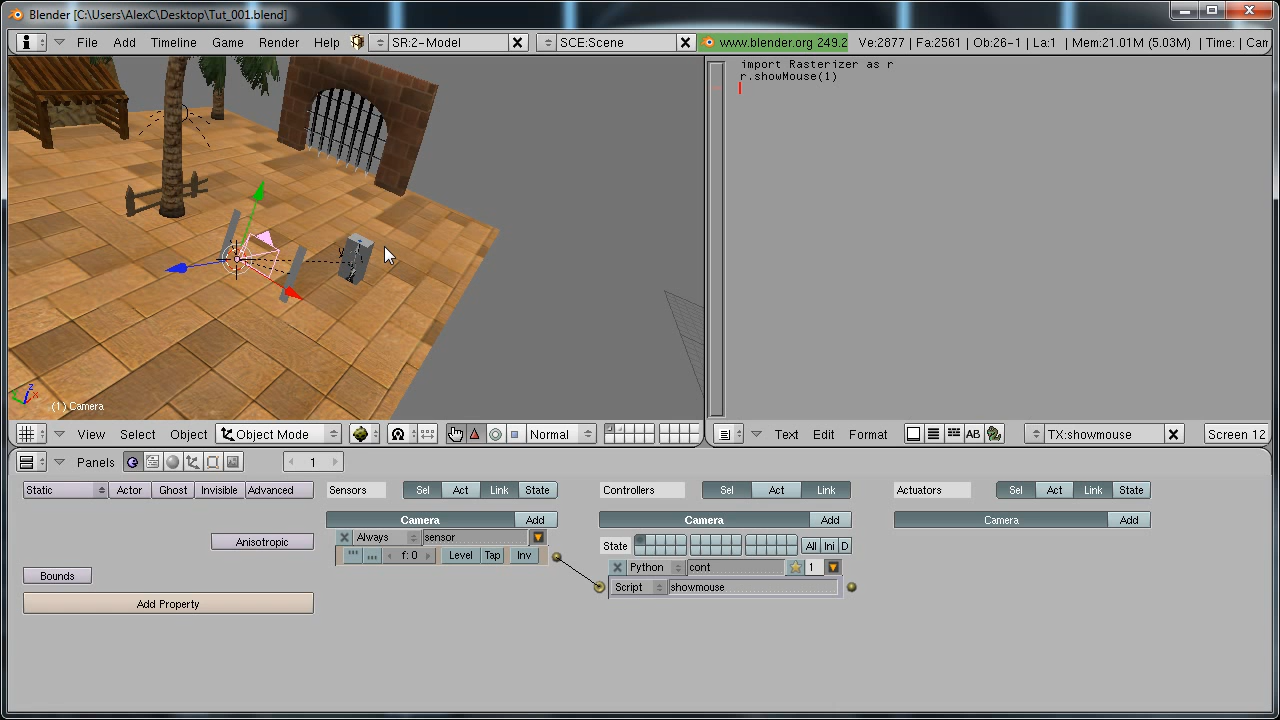 Blender [C:\Users\AlexC\Desktop\Tut_001.blend]
File Add Timeline Game Render Help SR:2-Model SCE:Scene www.blender.org 249.2 Ve:2877 | Fa:2561 | Ob:26-1 | La:1 | Mem:21.01M (5.03M) | Time: | Cam
import Rasterizer as r
r.showMouse(1)
(1) Camera
View Select Object Object Mode Normal
Text Edit Format AB TX:showmouse Screen 12
Panels 1
Static Actor Ghost Invisible Advanced Sensors Sel Act Link State Controllers Sel Act Link Actuators Sel Act Link State
Camera Add Camera Add Camera Add
Always sensor
Anisotropic State All Ini D
f: 0 Level Tap Inv
Python cont 1
Bounds
Script showmouse
Add Property